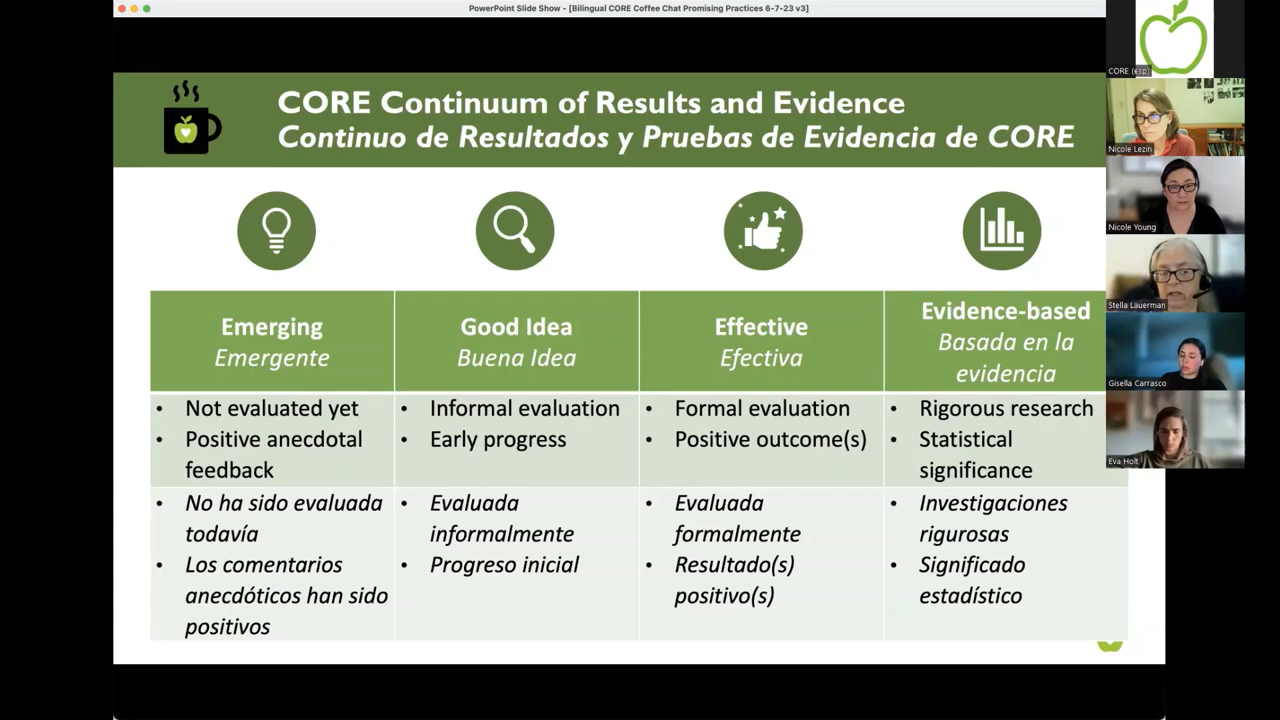 PowerPoint Slide Show - [Bilingual CORE Coffee Chat Promising Practices 6-7-23 v3]
CORE Continuum of Results and Evidence
Continuo de Resultados y Pruebas de Evidencia de CORE
Emerging
Emergente
Good Idea
Buena Idea
Effective
Efectiva
Evidence-based
Basada en la
evidencia
• Not evaluated yet
• Positive anecdotal
feedback
• Informal evaluation
• Early progress
• Formal evaluation
• Positive outcome(s)
• Rigorous research
• Statistical
significance
• No ha sido evaluada
todavía
• Los comentarios
anecdóticos han sido
positivos
• Evaluada
informalmente
• Progreso inicial
• Evaluada
formalmente
• Resultado(s)
positivo(s)
• Investigaciones
rigurosas
• Significado
estadístico
CORE (esp)
Nicole Lezin
Nicole Young
Stella Lauerman
Gisella Carrasco
Eva Holt